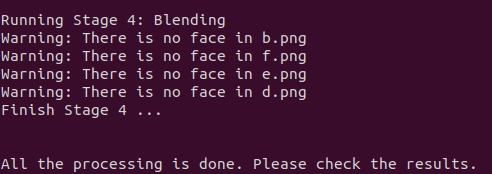 Running Stage 4: Blending
Warning: There is no face in b.png
Warning: There is no face in f.png
Warning: There is no face in e.png
Warning: There is no face in d.png
Finish Stage 4 ...
All the processing is done. Please check the results.